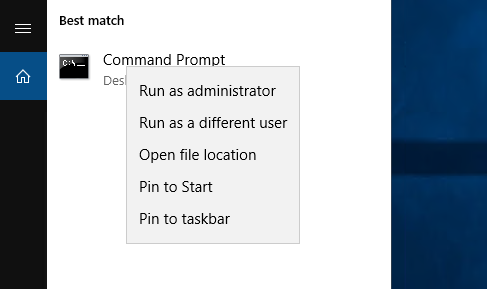 Best match
Command Prompt
Des
Run as administrator
Run as a different user
Open file location
Pin to Start
Pin to taskbar